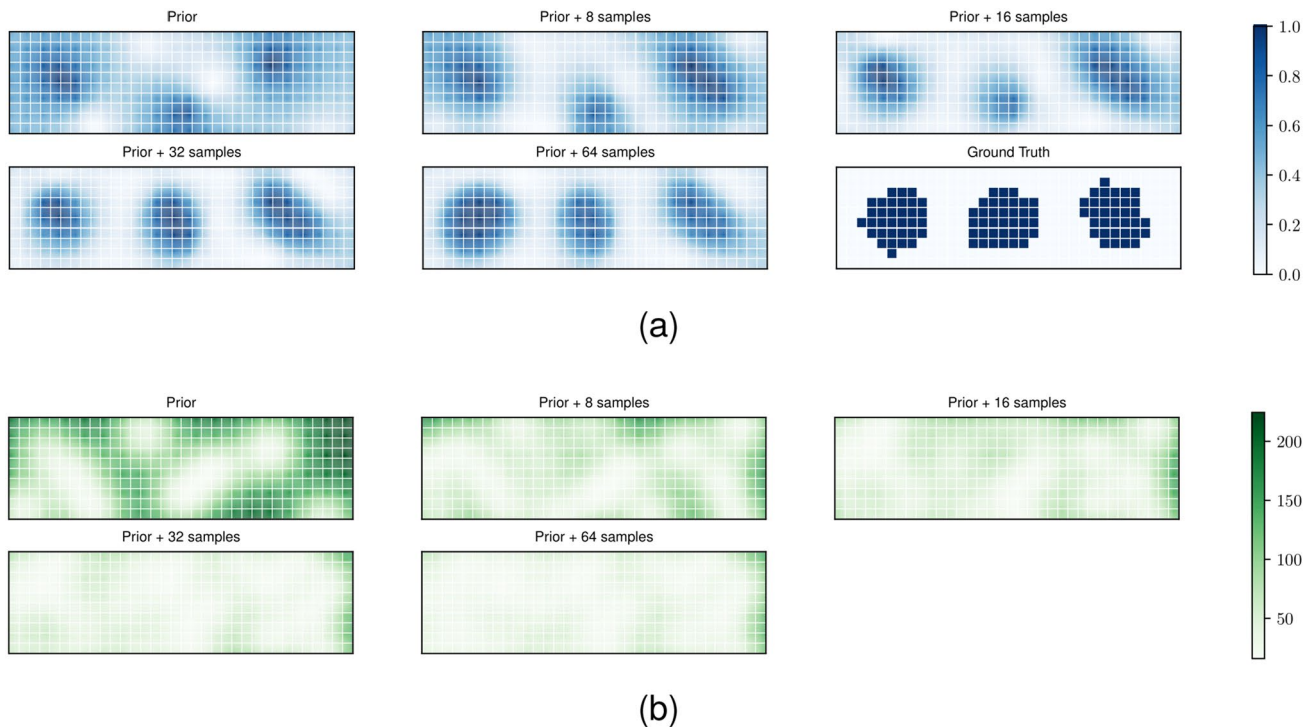 Prior
Prior + 8 samples
Prior + 16 samples
1.0
0.8
0.6
0.4
0.2
0.0
Prior + 32 samples
Prior + 64 samples
Ground Truth
(a)
Prior
Prior + 8 samples
Prior + 16 samples
200
150
100
50
Prior + 32 samples
Prior + 64 samples
(b)